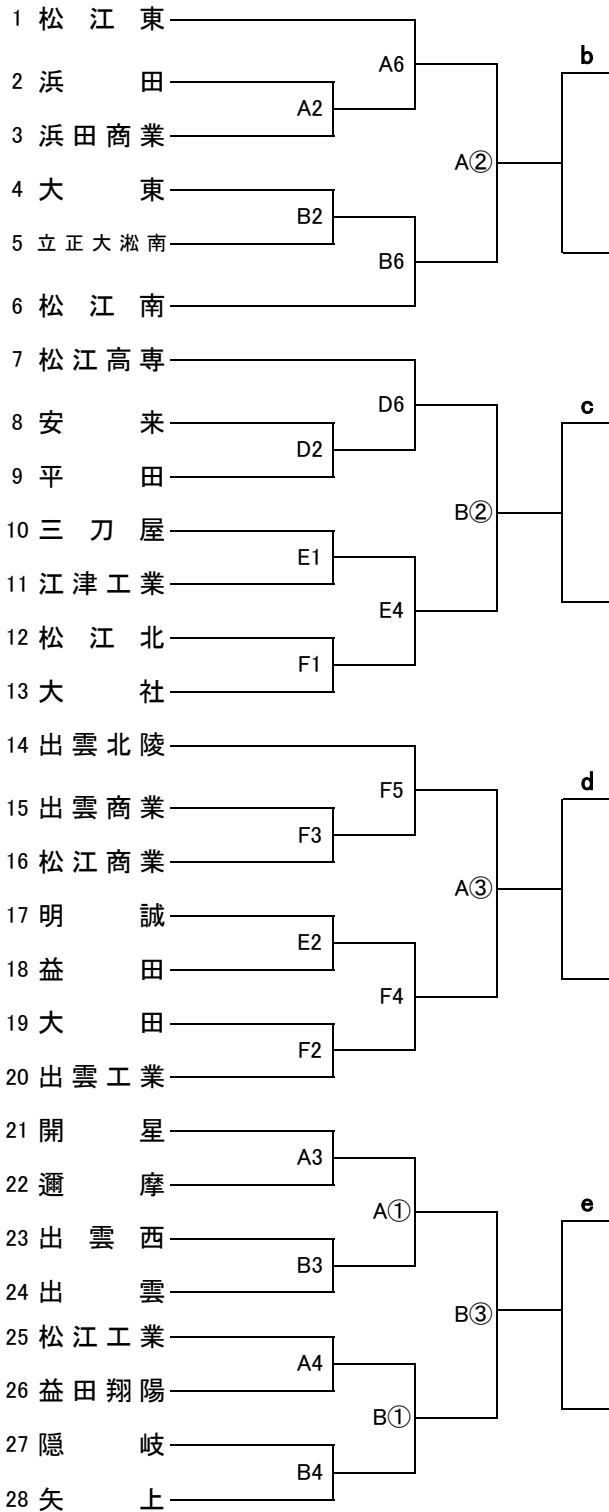 1 松江東
A6
b
2 浜田
A2
3 浜田商業
A②
4 大東
B2
5 立正大淞南
B6
6 松江南
7 松江高専
D6
c
8 安来
D2
9 平田
B②
10 三刀屋
E1
11 江津工業
E4
12 松江北
F1
13 大社
14 出雲北陵
F5
d
15 出雲商業
F3
16 松江商業
A③
17 明誠
E2
18 益田
F4
19 大田
F2
20 出雲工業
21 開星
A3
22 邇摩
A①
e
23 出雲西
B3
24 出雲
B③
25 松江工業
A4
26 益田翔陽
B①
27 隠岐
B4
28 矢上